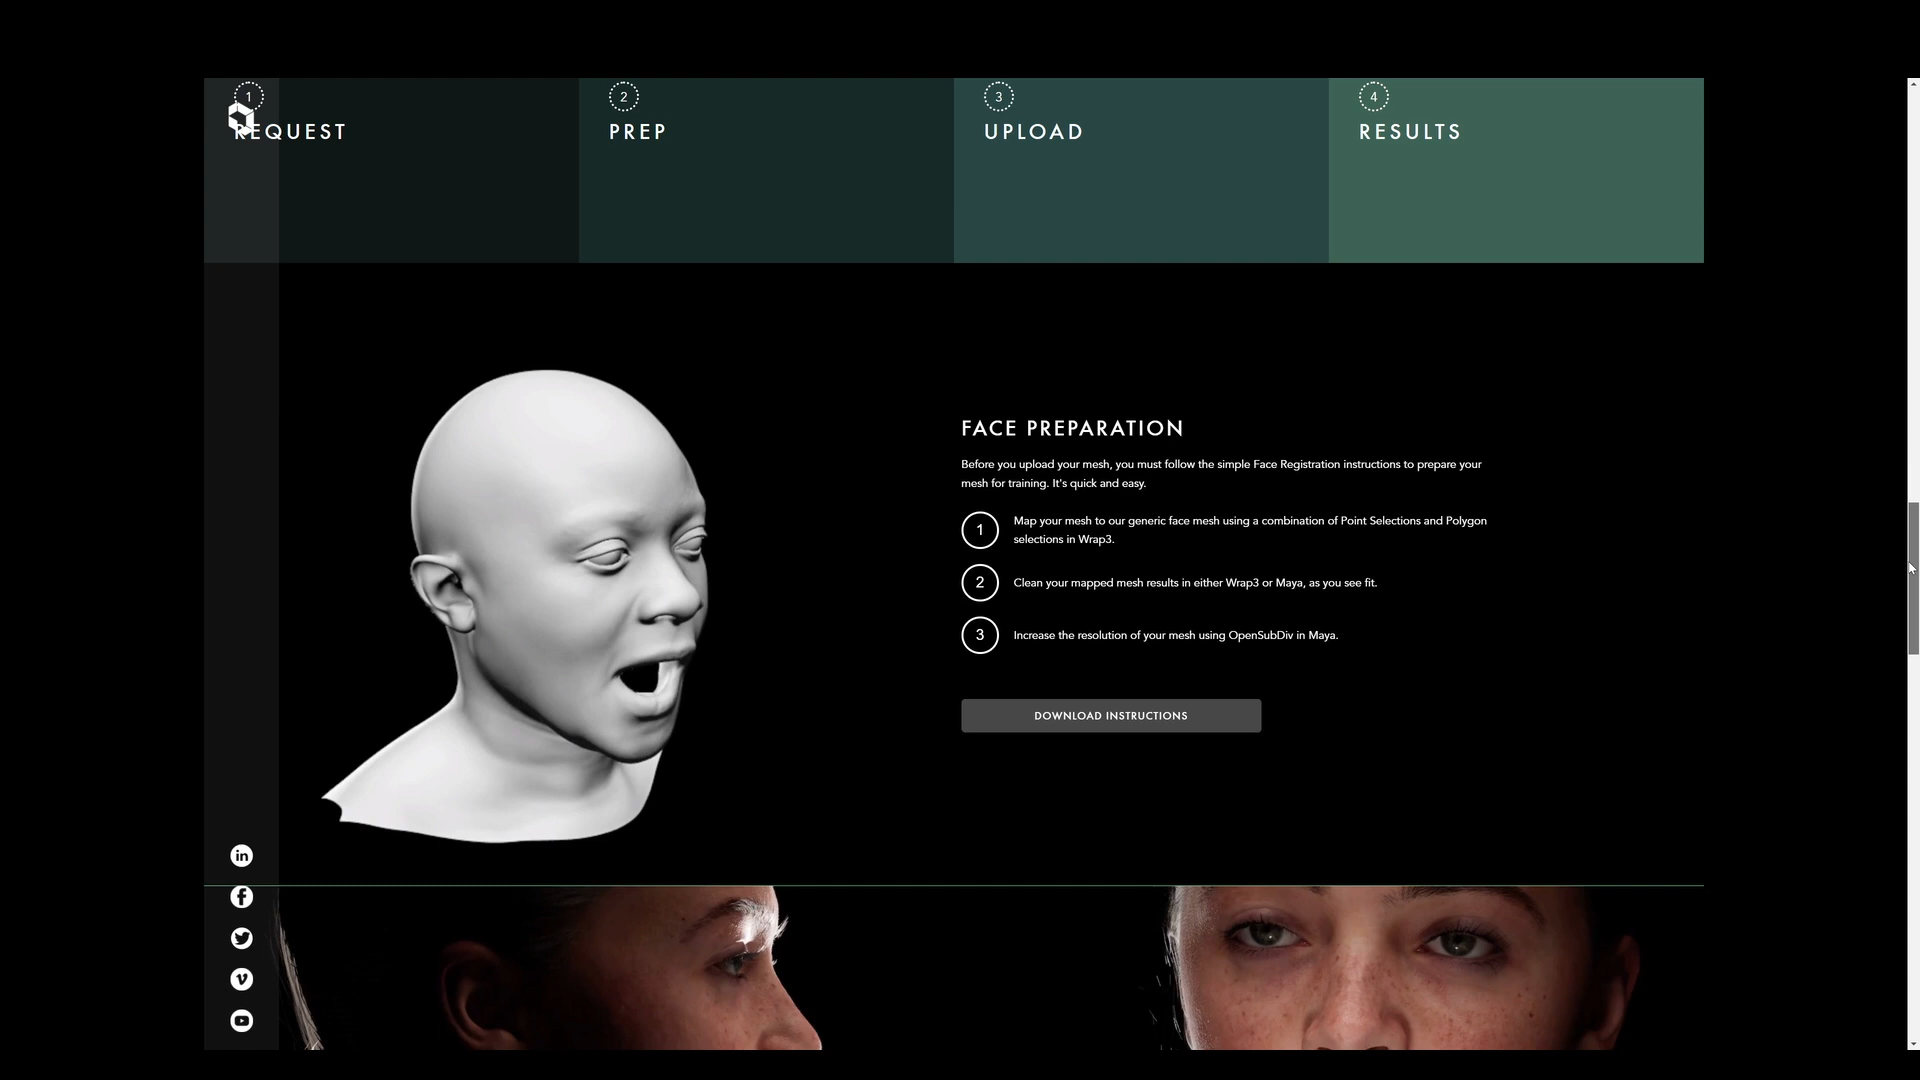 1
REQUEST
2
PREP
3
UPLOAD
4
RESULTS
FACE PREPARATION
Before you upload your mesh, you must follow the simple Face Registration instructions to prepare your
mesh for training. It's quick and easy.
1
Map your mesh to our generic face mesh using a combination of Point Selections and Polygon
selections in Wrap3.
2
Clean your mapped mesh results in either Wrap3 or Maya, as you see fit.
3
Increase the resolution of your mesh using OpenSubDiv in Maya.
DOWNLOAD INSTRUCTIONS
in